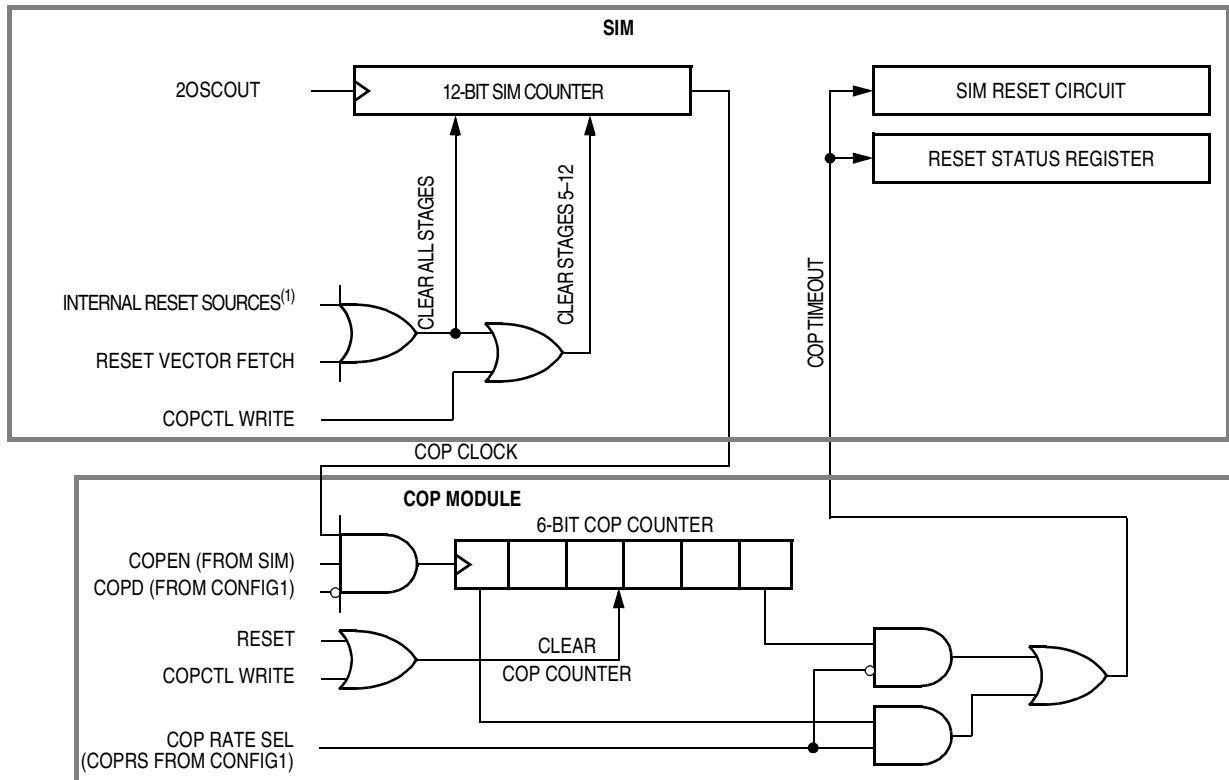 SIM
2OSCOUT
12-BIT SIM COUNTER
SIM RESET CIRCUIT
RESET STATUS REGISTER
CLEAR ALL STAGES
CLEAR STAGES 5–12
COP TIMEOUT
INTERNAL RESET SOURCES(1)
RESET VECTOR FETCH
COPCTL WRITE
COP CLOCK
COP MODULE
6-BIT COP COUNTER
COPEN (FROM SIM)
COPD (FROM CONFIG1)
RESET
CLEAR
COPCTL WRITE
COP COUNTER
COP RATE SEL
(COPRS FROM CONFIG1)